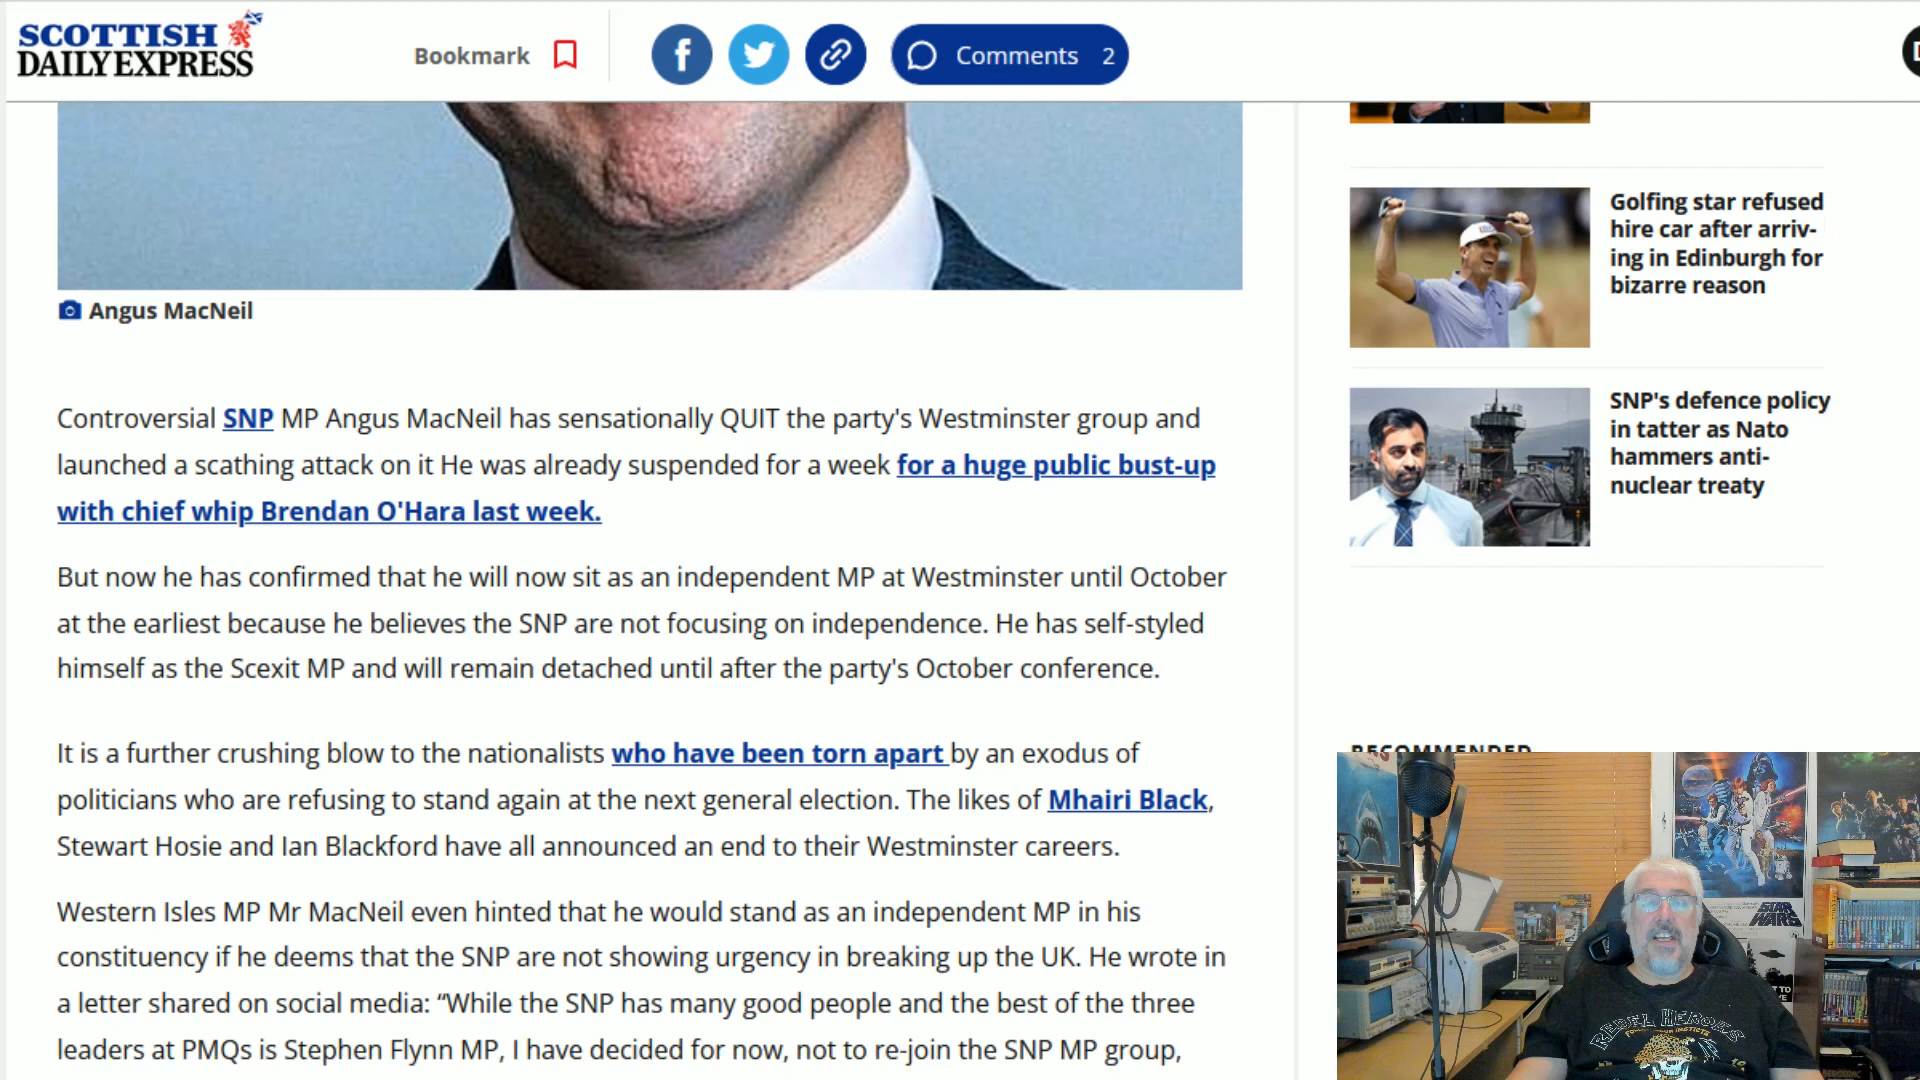 SCOTTISH
DAILY EXPRESS
Bookmark
Comments 2
Angus MacNeil
Controversial SNP MP Angus MacNeil has sensationally QUIT the party's Westminster group and
launched a scathing attack on it He was already suspended for a week for a huge public bust-up
with chief whip Brendan O'Hara last week.
But now he has confirmed that he will now sit as an independent MP at Westminster until October
at the earliest because he believes the SNP are not focusing on independence. He has self-styled
himself as the Scexit MP and will remain detached until after the party's October conference.
It is a further crushing blow to the nationalists who have been torn apart by an exodus of
politicians who are refusing to stand again at the next general election. The likes of Mhairi Black,
Stewart Hosie and Ian Blackford have all announced an end to their Westminster careers.
Western Isles MP Mr MacNeil even hinted that he would stand as an independent MP in his
constituency if he deems that the SNP are not showing urgency in breaking up the UK. He wrote in
a letter shared on social media: “While the SNP has many good people and the best of the three
leaders at PMQs is Stephen Flynn MP, I have decided for now, not to re-join the SNP MP group,
Golfing star refused
hire car after arriv-
ing in Edinburgh for
bizarre reason
SNP's defence policy
in tatter as Nato
hammers anti-
nuclear treaty
RECOMMENDED
STAR
WARS
REBEL HEROES